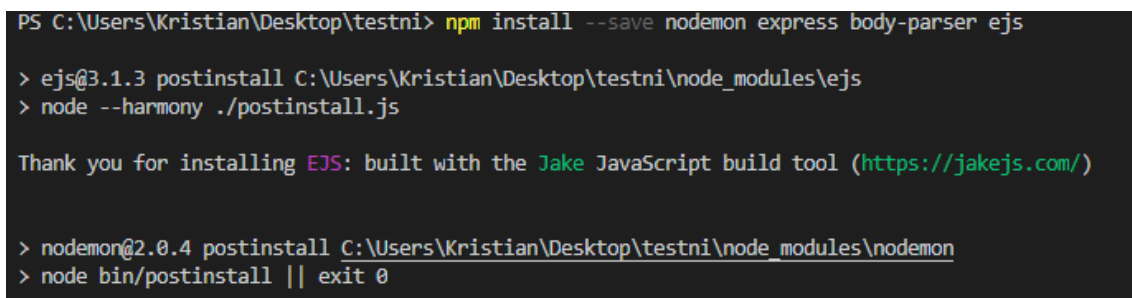 PS C:\Users\Kristian\Desktop\testni> npm install --save nodemon express body-parser ejs
> ejs@3.1.3 postinstall C:\Users\Kristian\Desktop\testni\node_modules\ejs
> node --harmony ./postinstall.js
Thank you for installing EJS: built with the Jake JavaScript build tool (https://jakejs.com/)
> nodemon@2.0.4 postinstall C:\Users\Kristian\Desktop\testni\node_modules\nodemon
> node bin/postinstall || exit 0